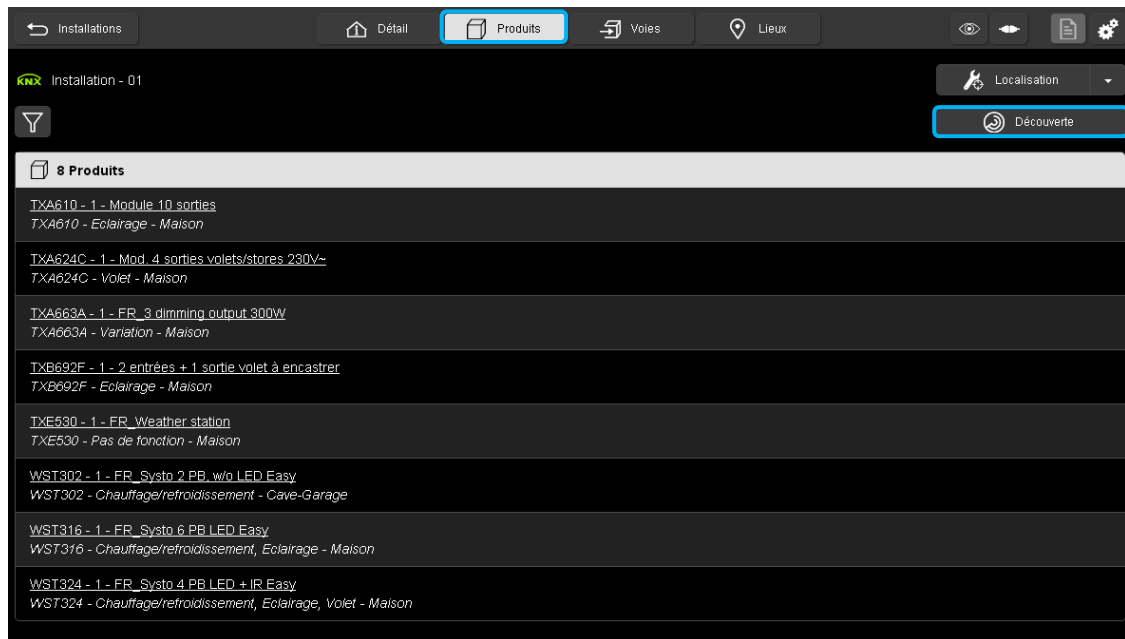 Installations
Détail
Produits
Voies
Lieux
KNX Installation - 01
Localisation
Découverte
8 Produits
TXA610 - 1 - Module 10 sorties
TXA610 - Eclairage - Maison
TXA624C - 1 - Mod. 4 sorties volets/stores 230V~
TXA624C - Volet - Maison
TXA663A - 1 - FR_3 dimming output 300W
TXA663A - Variation - Maison
TXB692F - 1 - 2 entrées + 1 sortie volet à encastrer
TXB692F - Eclairage - Maison
TXE530 - 1 - FR_Weather station
TXE530 - Pas de fonction - Maison
WST302 - 1 - FR_Systo 2 PB, w/o LED Easy
WST302 - Chauffage/refroidissement - Cave-Garage
WST316 - 1 - FR_Systo 6 PB LED Easy
WST316 - Chauffage/refroidissement, Eclairage - Maison
WST324 - 1 - FR_Systo 4 PB LED + IR Easy
WST324 - Chauffage/refroidissement, Eclairage, Volet - Maison